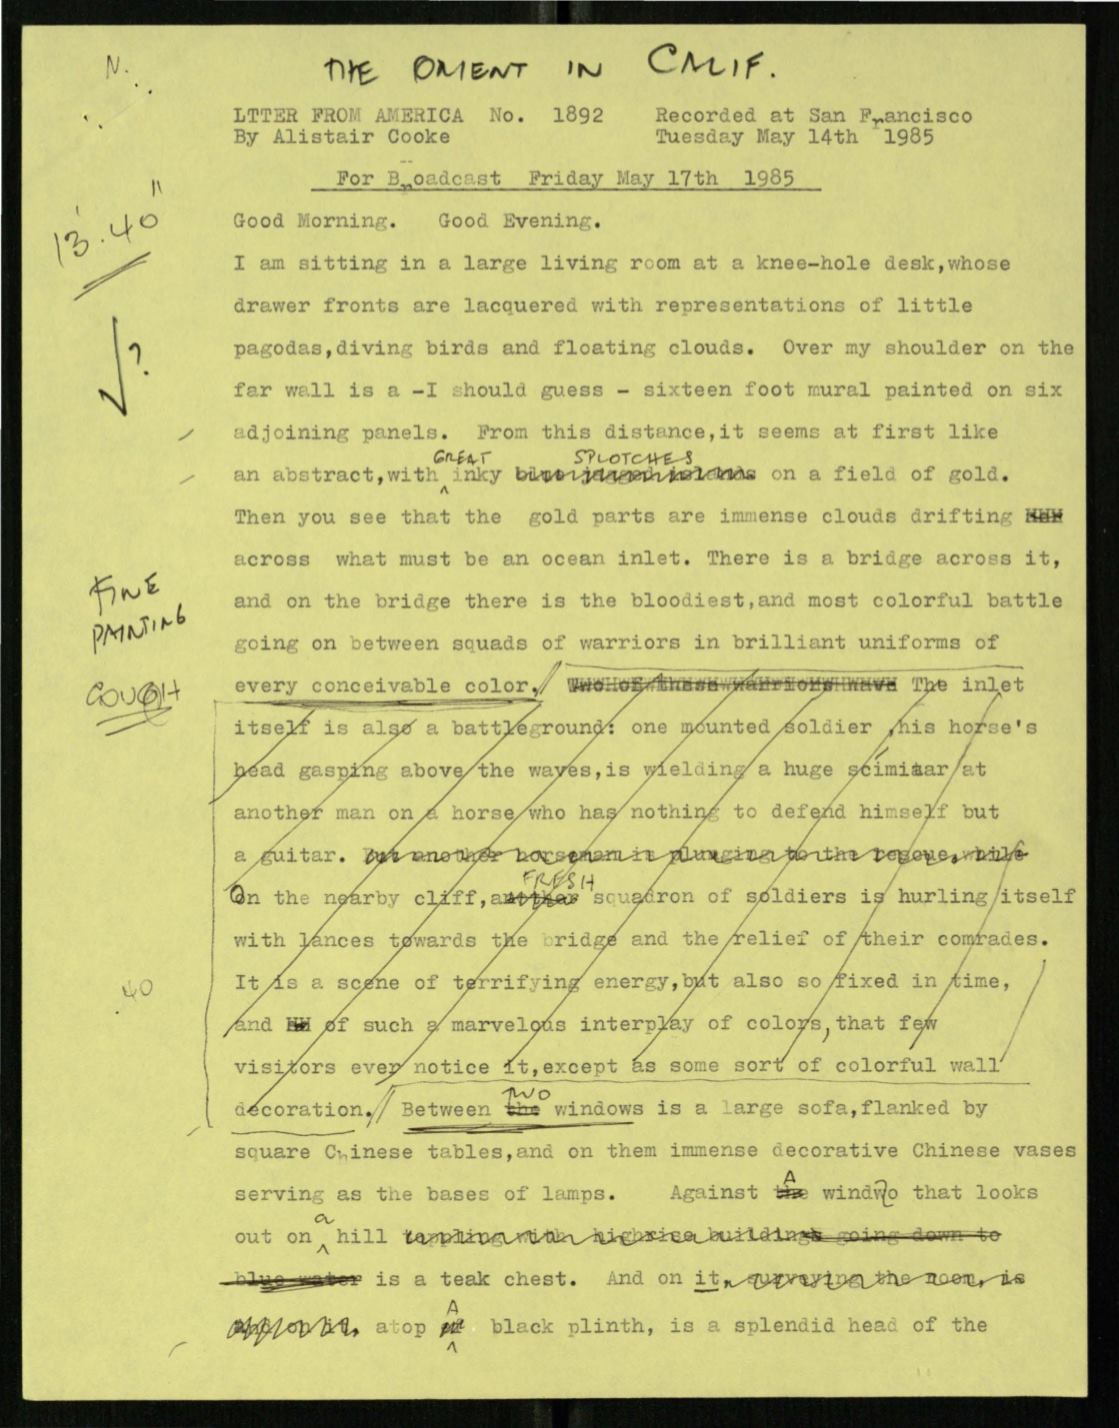 N.
THE ORIENT IN CALIF.
LTTER FROM AMERICA No. 1892 Recorded at San Francisco
By Alistair Cooke Tuesday May 14th 1985
For Broadcast Friday May 17th 1985
13'.40"
Good Morning. Good Evening.
I am sitting in a large living room at a knee-hole desk,whose
drawer fronts are lacquered with representations of little
?
pagodas,diving birds and floating clouds. Over my shoulder on the
far wall is a -I should guess - sixteen foot mural painted on six
adjoining panels. From this distance,it seems at first like
GREAT SPLOTCHES
an abstract,with inky blue jagged islands on a field of gold.
Then you see that the gold parts are immense clouds drifting
across what must be an ocean inlet. There is a bridge across it,
FINE
PAINTING
and on the bridge there is the bloodiest,and most colorful battle
going on between squads of warriors in brilliant uniforms of
COUGH
every conceivable color.// Two of these warriors have The inlet
itself is also a battleground: one mounted soldier ,his horse's
head gasping above the waves,is wielding a huge scimitar at
another man on a horse who has nothing to defend himself but
a guitar. But another horseman is plunging to the rescue,while
FRESH
On the nearby cliff,another squadron of soldiers is hurling itself
with lances towards the bridge and the relief of their comrades.
It is a scene of terrifying energy,but also so fixed in time,
.40
and of such a marvelous interplay of colors,that few
visitors ever notice it,except as some sort of colorful wall
TWO
decoration.// Between the windows is a large sofa,flanked by
square Chinese tables,and on them immense decorative Chinese vases
A
serving as the bases of lamps. Against the window that looks
a
out on hill toppling with highrise buildings going down to
blue water is a teak chest. And on it, surveying the room, is
A
atop black plinth, is a splendid head of the